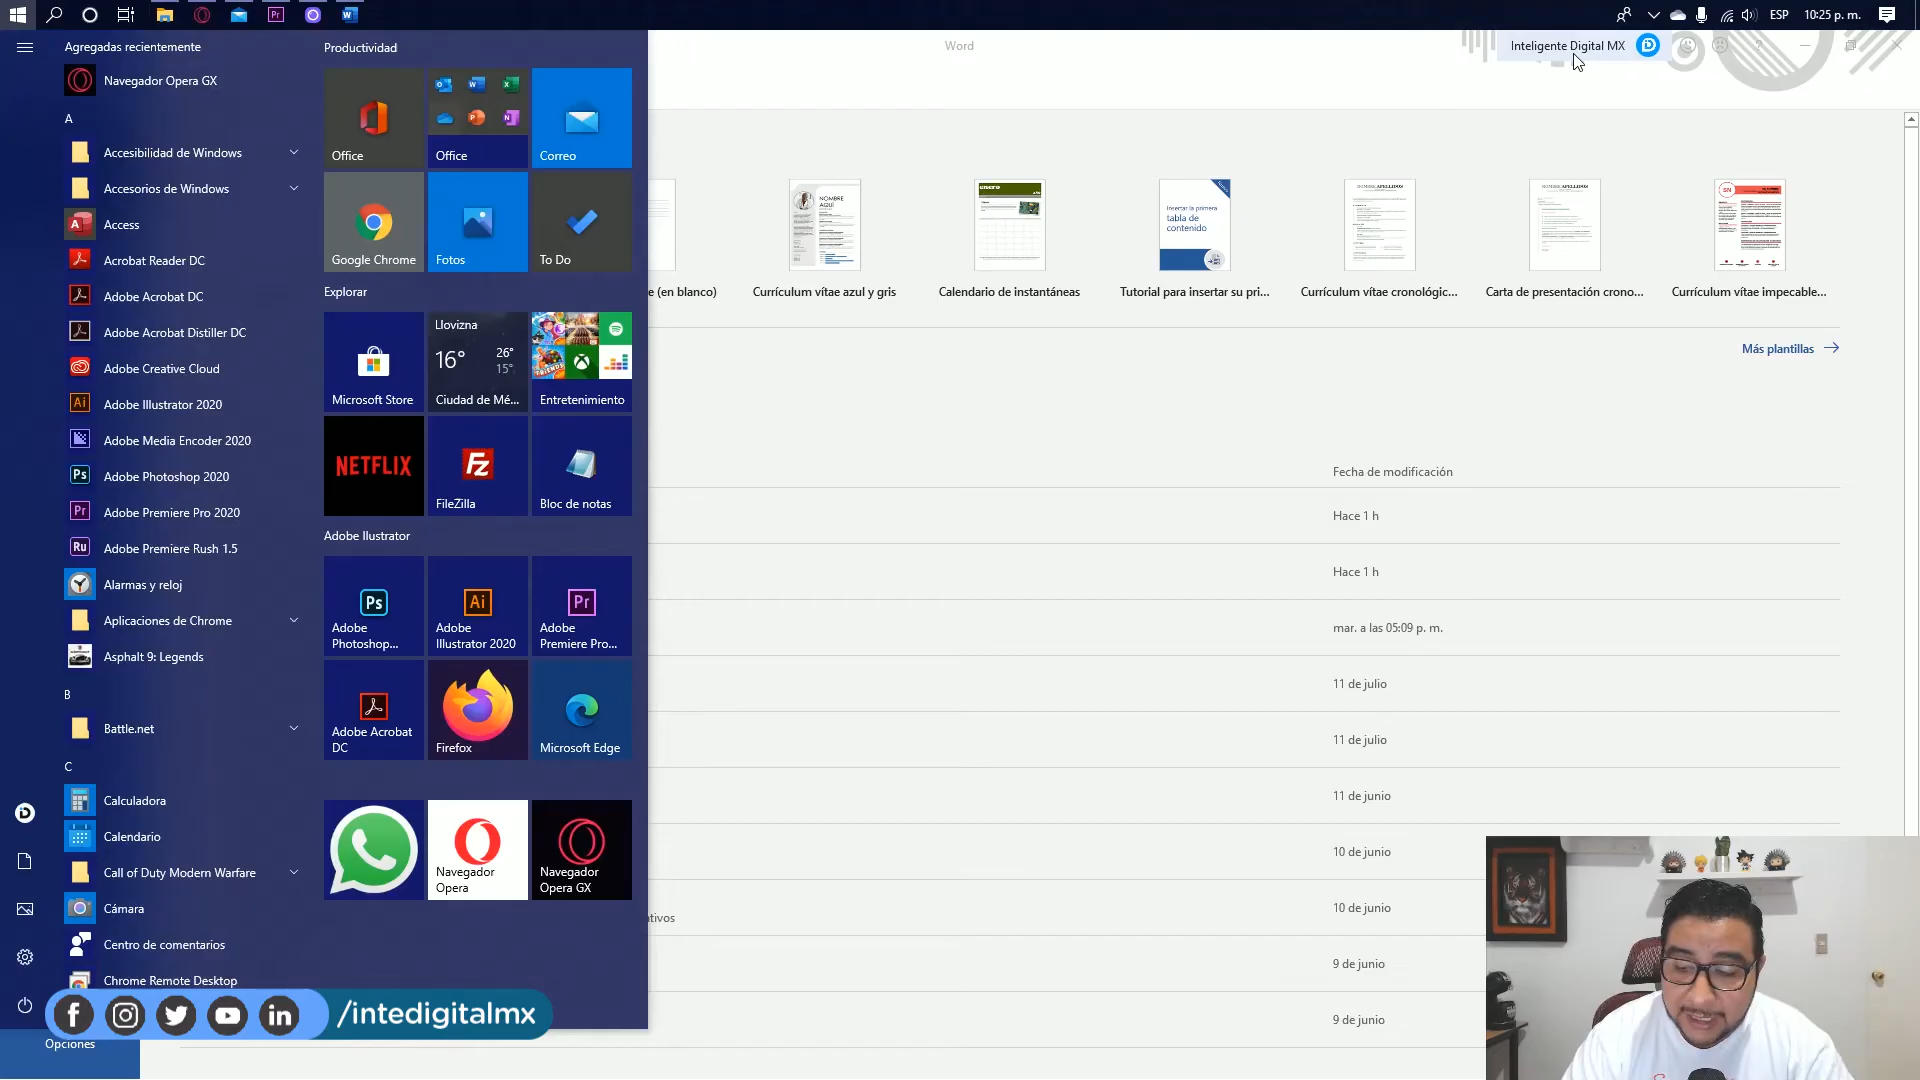 ESP
10:25 p. m.
Agregadas recientemente
Navegador Opera GX
A
Accesibilidad de Windows
Accesorios de Windows
Access
Acrobat Reader DC
Adobe Acrobat DC
Adobe Acrobat Distiller DC
Adobe Creative Cloud
Adobe Illustrator 2020
Adobe Media Encoder 2020
Adobe Photoshop 2020
Adobe Premiere Pro 2020
Adobe Premiere Rush 1.5
Alarmas y reloj
Aplicaciones de Chrome
Asphalt 9: Legends
B
Battle.net
C
Calculadora
Calendario
Call of Duty Modern Warfare
Cámara
Centro de comentarios
Chrome Remote Desktop
Productividad
Office
Office
Correo
Google Chrome
Fotos
To Do
Explorar
Microsoft Store
Llovizna
16°
26°
15°
Ciudad de Mé...
Entretenimiento
NETFLIX
FileZilla
Bloc de notas
Adobe Ilustrator
Adobe
Photoshop...
Adobe
Illustrator 2020
Adobe
Premiere Pro...
Adobe Acrobat
DC
Firefox
Microsoft Edge
Navegador
Opera
Navegador
Opera GX
Word
Inteligente Digital MX
NOMBRE
AQUÍ
enero
Insertar la primera
tabla de
contenido
NOMBRE APELLIDOS
NOMBRE APELLIDOS
SN
e (en blanco)
Currículum vítae azul y gris
Calendario de instantáneas
Tutorial para insertar su pri...
Currículum vítae cronológic...
Carta de presentación crono...
Currículum vítae impecable...
Más plantillas
Fecha de modificación
Hace 1 h
Hace 1 h
mar. a las 05:09 p. m.
11 de julio
11 de julio
11 de junio
10 de junio
ativos
10 de junio
9 de junio
9 de junio
/intedigitalmx
Opciones